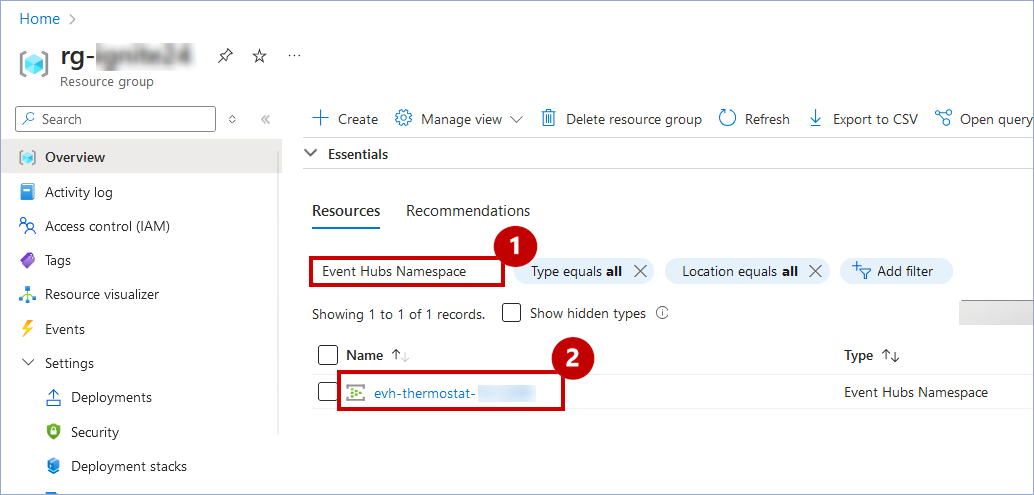 Home
rg-
Resource group
Search
Create
Manage view
Delete resource group
Refresh
Export to CSV
Open query
Overview
Activity log
Access control (IAM)
Tags
Resource visualizer
Events
Settings
Deployments
Security
Deployment stacks
Essentials
Resources
Recommendations
1
Event Hubs Namespace
Type equals all
Location equals all
Add filter
Showing 1 to 1 of 1 records.
Show hidden types
2
Name
Type
evh-thermostat-
Event Hubs Namespace